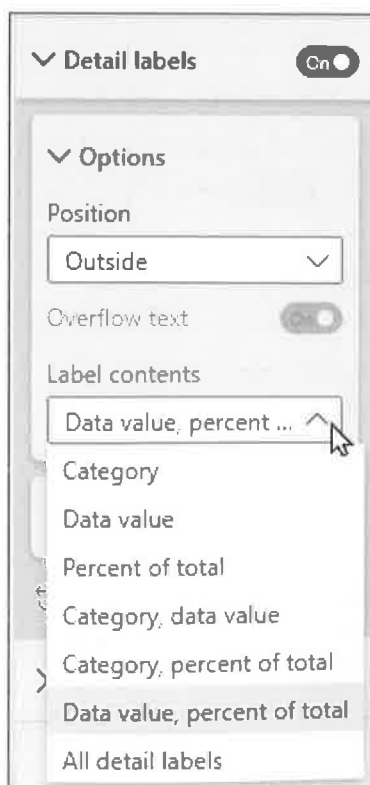 Detail labels On
Options
Position
Outside
Overflow text On
Label contents
Data value, percent ...
Category
Data value
Percent of total
Category, data value
Category, percent of total
Data value, percent of total
All detail labels